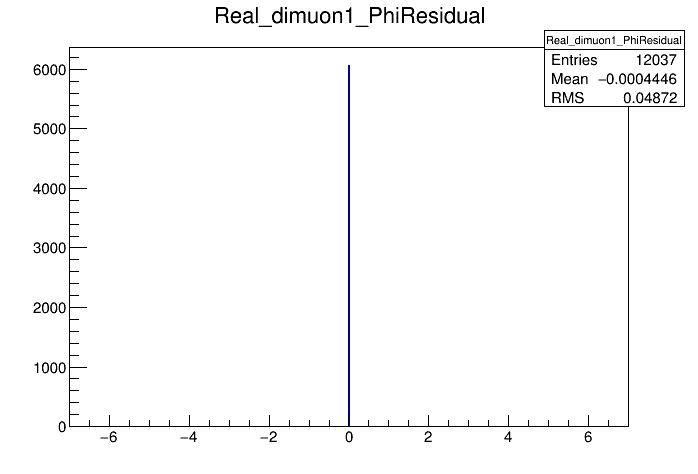 Real_dimuon1_PhiResidual
Real_dimuon1_PhiResidual
Entries 12037
Mean −0.0004446
RMS 0.04872
6000
5000
4000
3000
2000
1000
0
−6 −4 −2 0 2 4 6